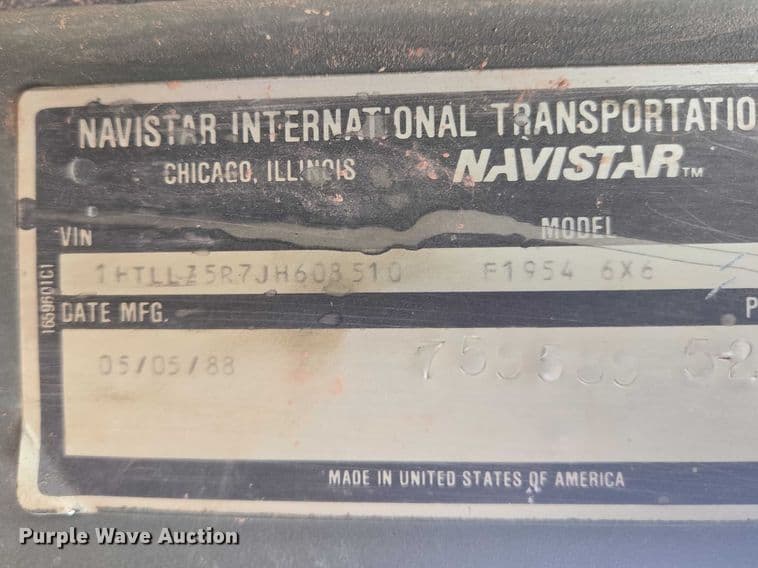 NAVISTAR INTERNATIONAL TRANSPORTATIO
CHICAGO, ILLINOIS NAVISTAR™
VIN MODEL
F1954 6X6
1659601C1
DATE MFG. P
05/05/88
MADE IN UNITED STATES OF AMERICA
Purple Wave Auction